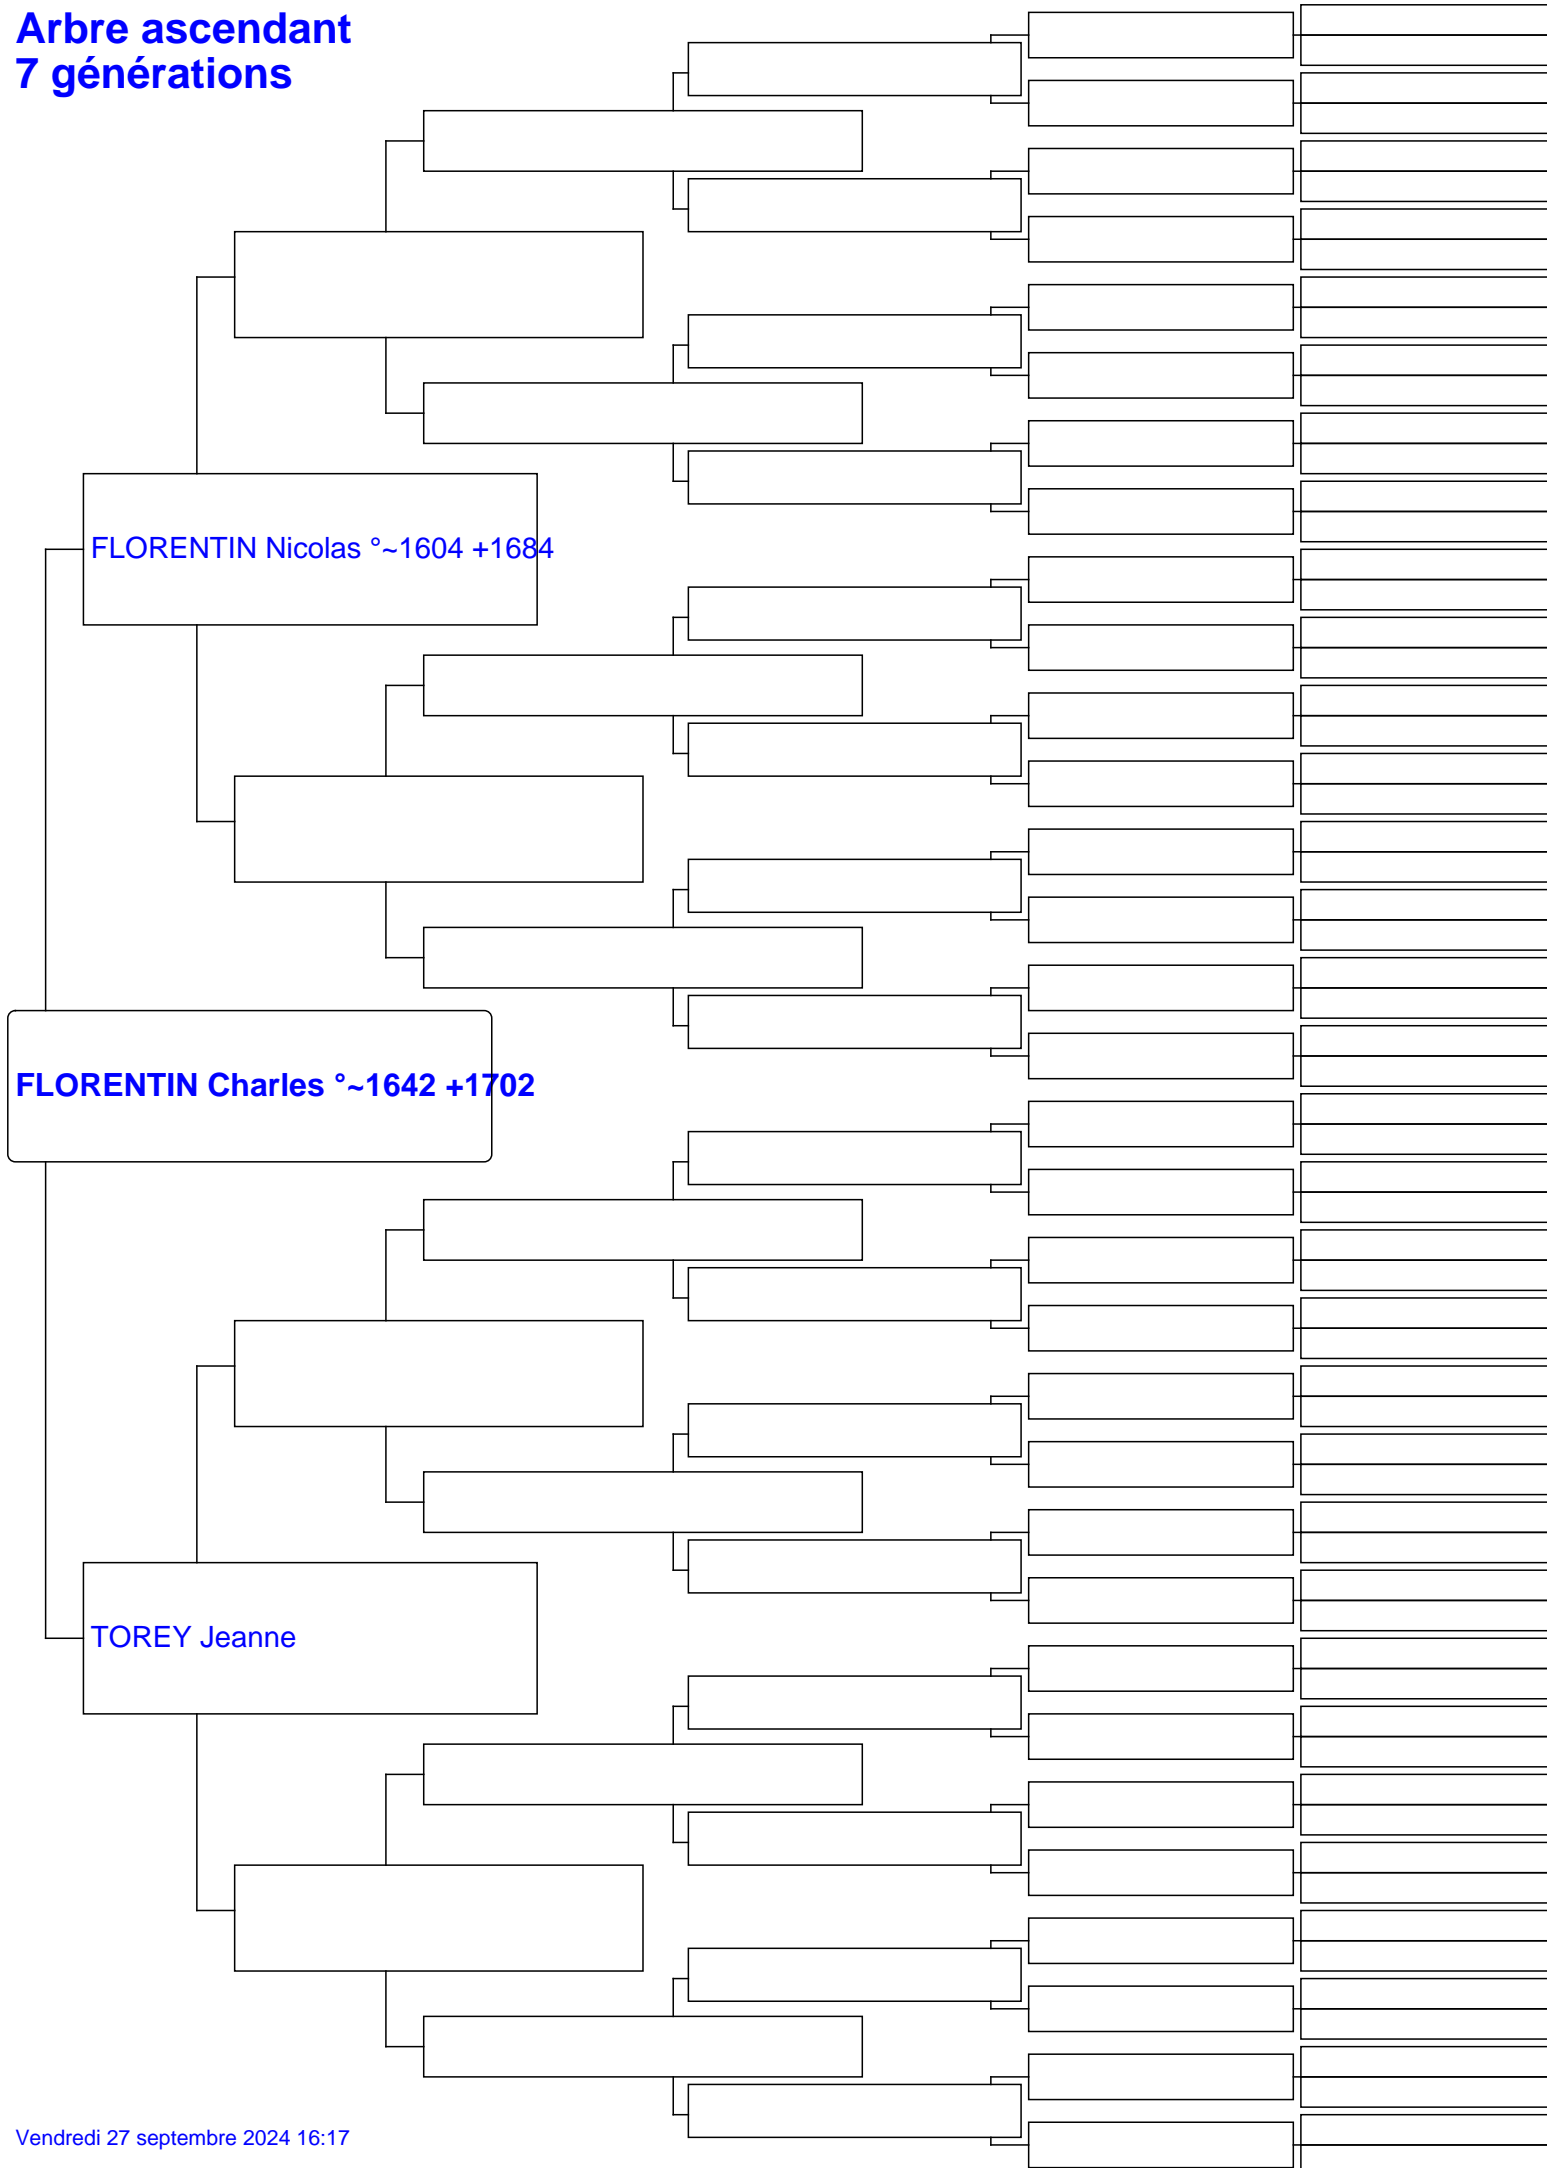 Arbre ascendant
7 générations
FLORENTIN Nicolas °~1604 +1684
FLORENTIN Charles °~1642 +1702
TOREY Jeanne
Vendredi 27 septembre 2024 16:17